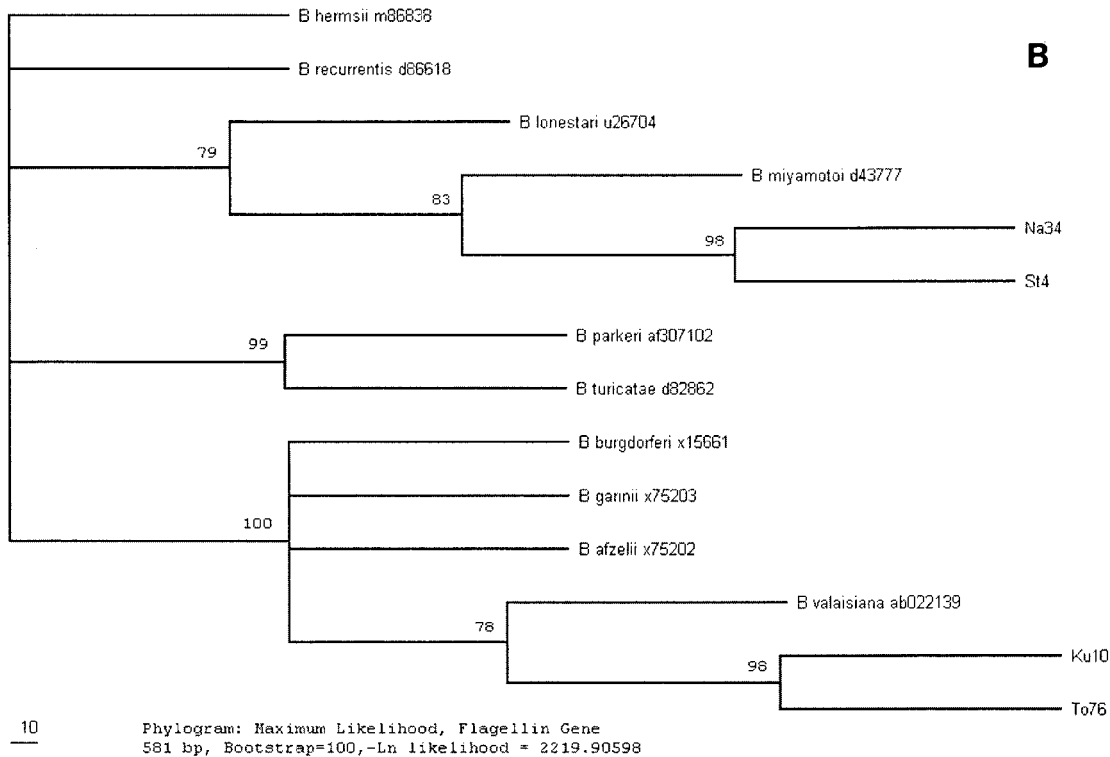 B hermsii m86838
B
B recurrentis d86618
B lonestari u26704
79
B miyamotoi d43777
83
Na34
98
St4
B parkeri af307102
99
B turicatae d82862
B burgdorferi x15661
B garinii x75203
100
B afzelii x75202
B valaisiana ab022139
78
Ku10
98
To76
10
Phylogram: Maximum Likelihood, Flagellin Gene
581 bp, Bootstrap=100,-Ln likelihood = 2219.90598